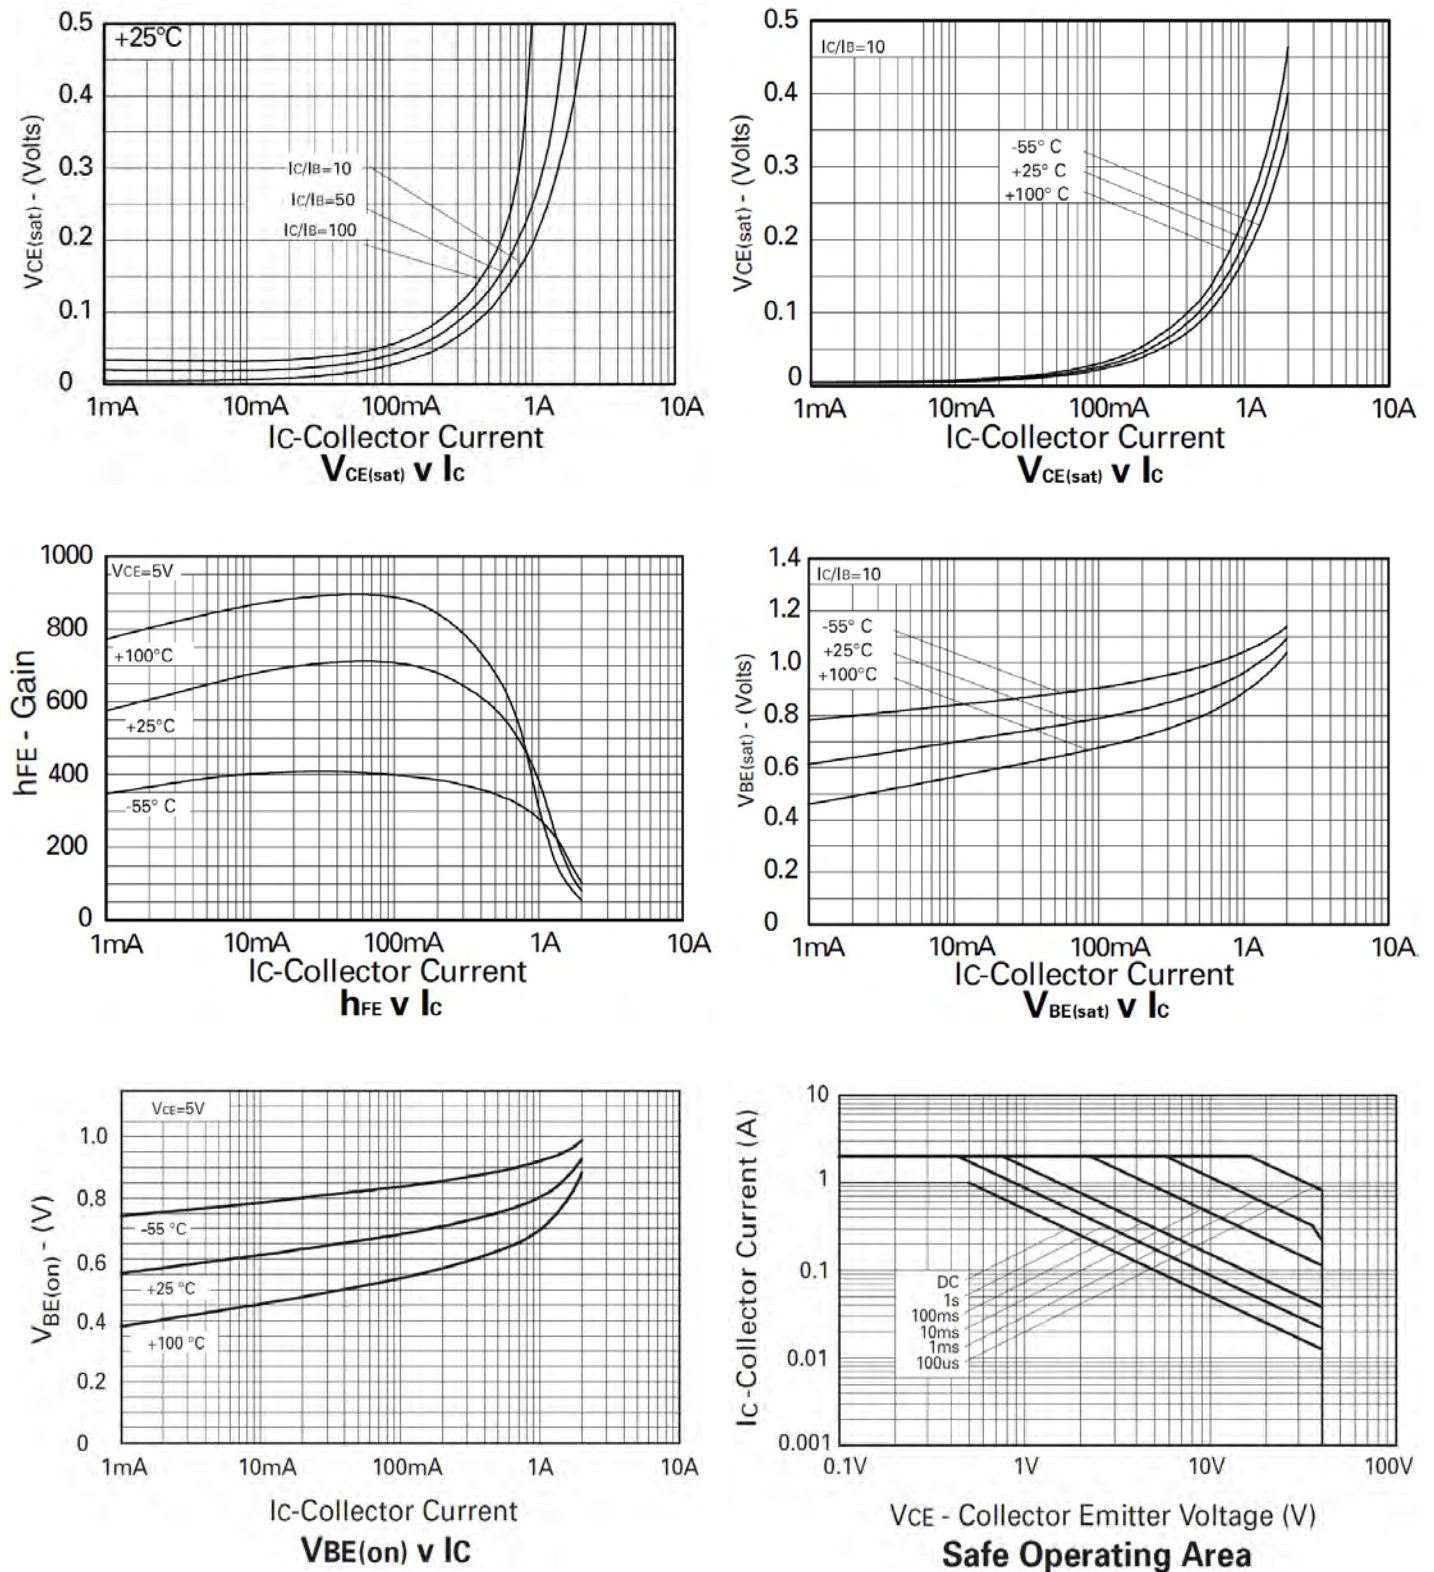 0.5
+25°C
0.4
0.3
0.2
0.1
0
VCE(sat) - (Volts)
IC/IB=10
IC/IB=50
IC/IB=100
1mA 10mA 100mA 1A 10A
IC-Collector Current
VCE(sat) v IC
0.5
IC/IB=10
0.4
0.3
0.2
0.1
0
VCE(sat) - (Volts)
-55° C
+25° C
+100° C
1mA 10mA 100mA 1A 10A
IC-Collector Current
VCE(sat) v IC
1000
VCE=5V
800
600
400
200
0
hFE - Gain
+100°C
+25°C
-55° C
1mA 10mA 100mA 1A 10A
IC-Collector Current
hFE v IC
1.4
IC/IB=10
1.2
1.0
0.8
0.6
0.4
0.2
0
VBE(sat) - (Volts)
-55° C
+25°C
+100°C
1mA 10mA 100mA 1A 10A
IC-Collector Current
VBE(sat) v IC
VCE=5V
1.0
0.8
0.6
0.4
0.2
0
VBE(on) - (V)
-55 °C
+25 °C
+100 °C
1mA 10mA 100mA 1A 10A
IC-Collector Current
VBE(on) v IC
10
1
0.1
0.01
0.001
IC-Collector Current (A)
DC
1s
100ms
10ms
1ms
100us
0.1V 1V 10V 100V
VCE - Collector Emitter Voltage (V)
Safe Operating Area